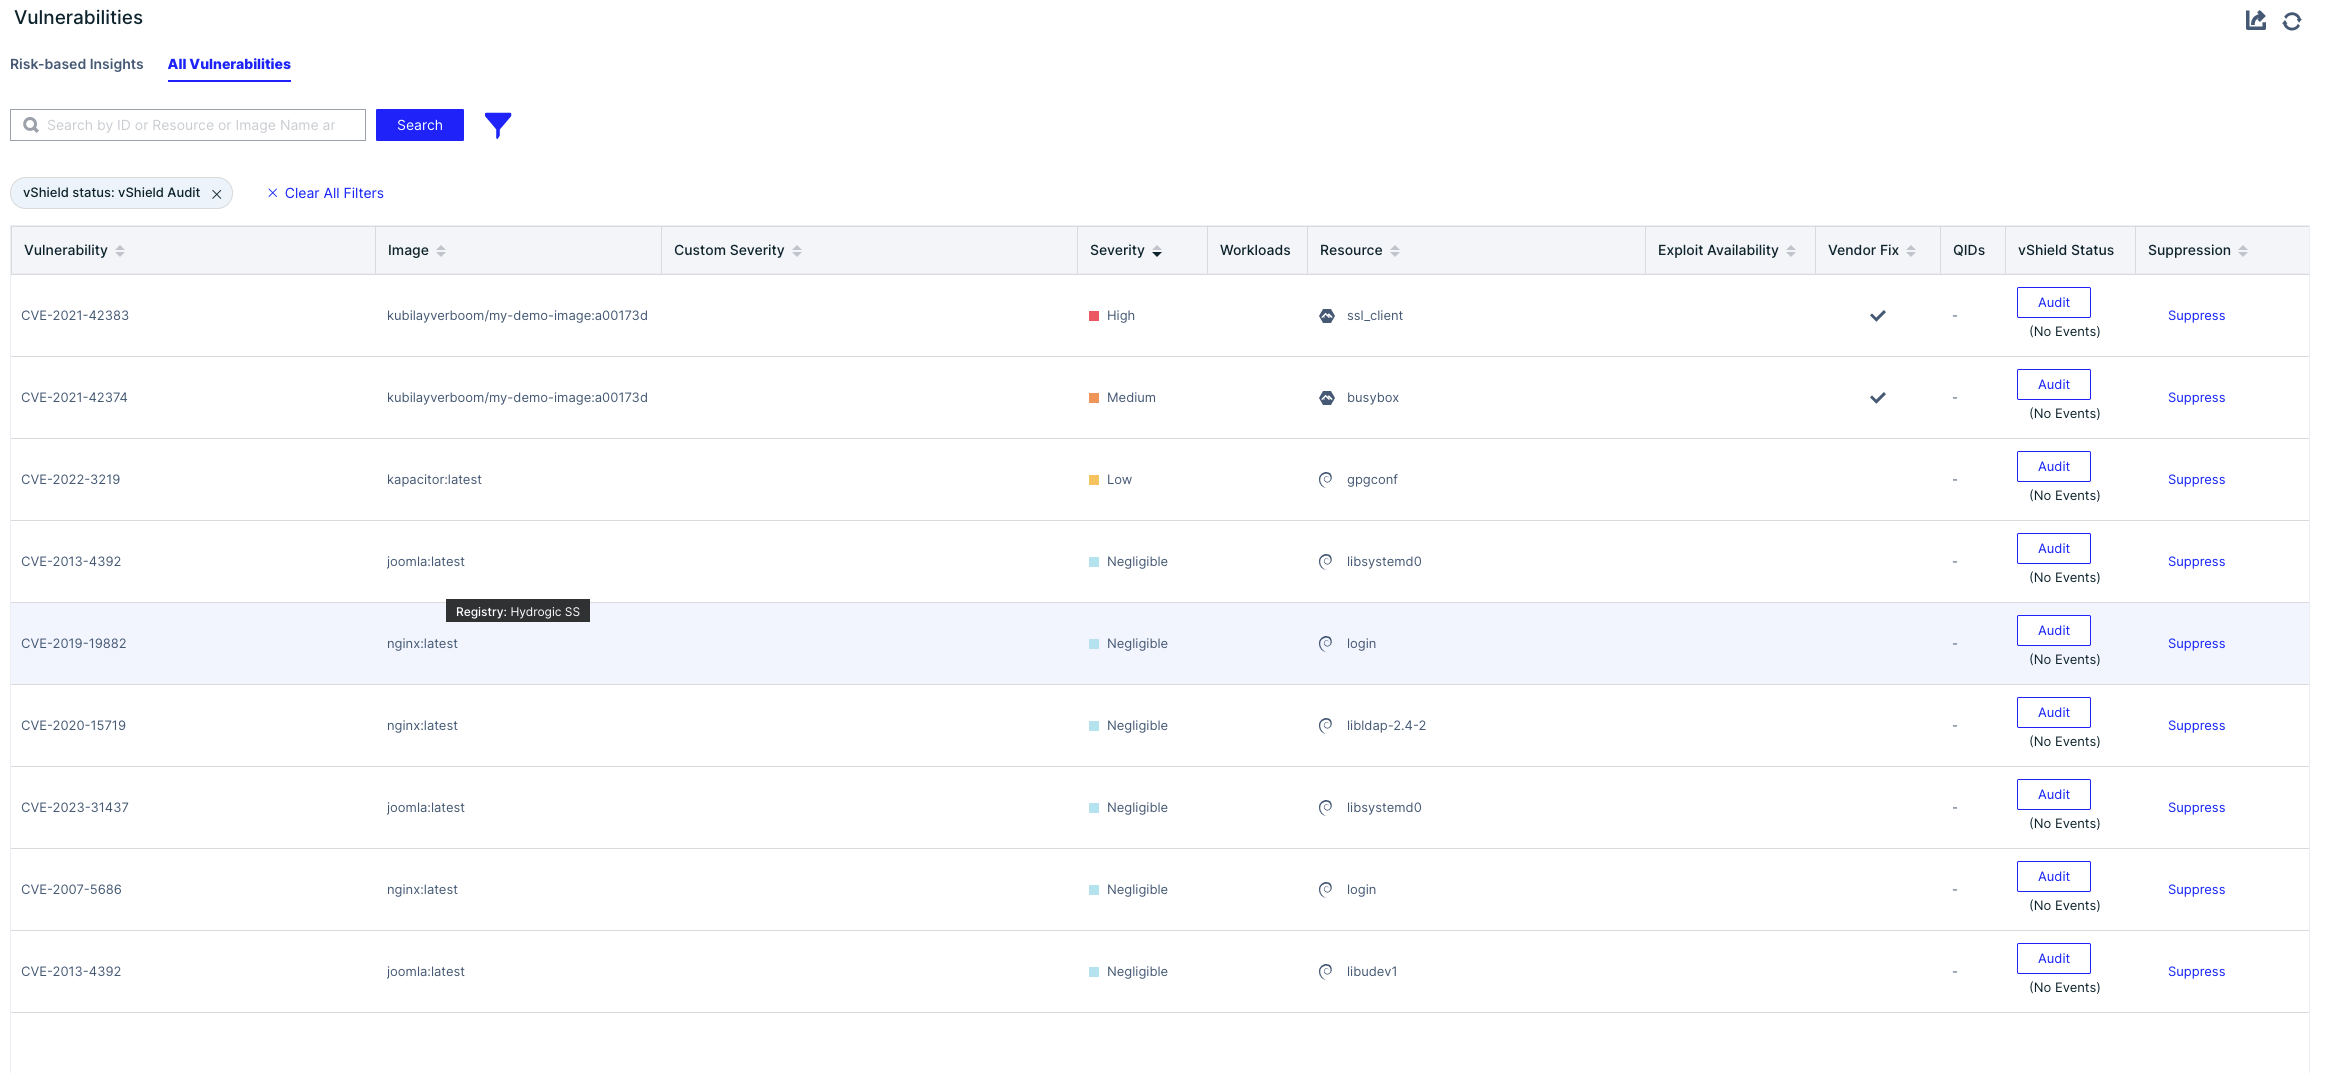 Vulnerabilities
Risk-based Insights All Vulnerabilities
Search by ID or Resource or Image Name ar Search
vShield status: vShield Audit Clear All Filters
Vulnerability Image Custom Severity Severity Workloads Resource Exploit Availability Vendor Fix QIDs vShield Status Suppression
CVE-2021-42383 kubilayverboom/my-demo-image:a00173d High ssl_client - Audit Suppress
(No Events)
CVE-2021-42374 kubilayverboom/my-demo-image:a00173d Medium busybox - Audit Suppress
(No Events)
CVE-2022-3219 kapacitor:latest Low gpgconf - Audit Suppress
(No Events)
CVE-2013-4392 joomla:latest Negligible libsystemd0 - Audit Suppress
(No Events)
Registry: Hydrogic SS
CVE-2019-19882 nginx:latest Negligible login - Audit Suppress
(No Events)
CVE-2020-15719 nginx:latest Negligible libldap-2.4-2 - Audit Suppress
(No Events)
CVE-2023-31437 joomla:latest Negligible libsystemd0 - Audit Suppress
(No Events)
CVE-2007-5686 nginx:latest Negligible login - Audit Suppress
(No Events)
CVE-2013-4392 joomla:latest Negligible libudev1 - Audit Suppress
(No Events)